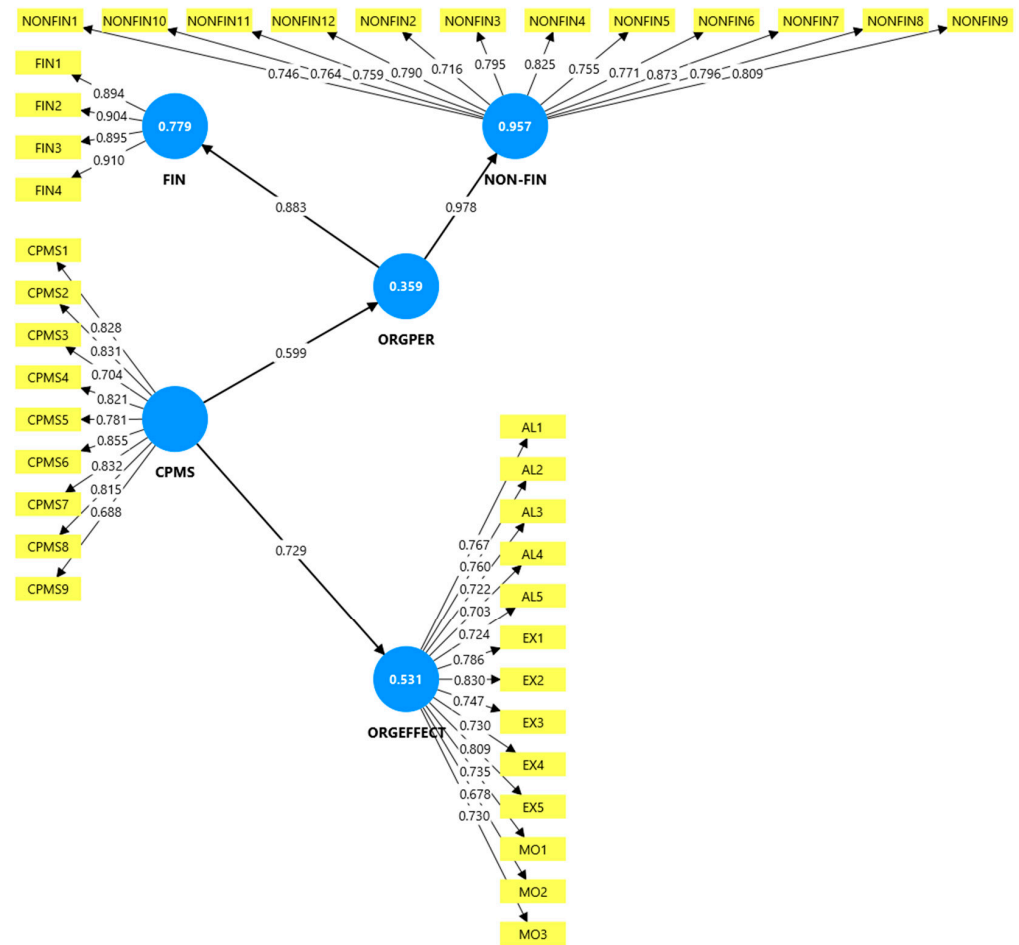 NONFIN1 NONFIN10 NONFIN11 NONFIN12 NONFIN2 NONFIN3 NONFIN4 NONFIN5 NONFIN6 NONFIN7 NONFIN8 NONFIN9
0.746 0.764 0.759 0.790 0.716 0.795 0.825 0.755 0.771 0.873 0.796 0.809
FIN1
FIN2
FIN3
FIN4
0.894
0.904
0.895
0.910
0.779
FIN
0.957
NON-FIN
0.883
0.978
0.359
ORGPER
CPMS1
CPMS2
CPMS3
CPMS4
CPMS5
CPMS6
CPMS7
CPMS8
CPMS9
0.828
0.831
0.704
0.821
0.781
0.855
0.832
0.815
0.688
CPMS
0.599
0.729
0.531
ORGEFFECT
0.767
0.760
0.722
0.703
0.724
0.786
0.830
0.747
0.730
0.809
0.735
0.678
0.730
AL1
AL2
AL3
AL4
AL5
EX1
EX2
EX3
EX4
EX5
MO1
MO2
MO3